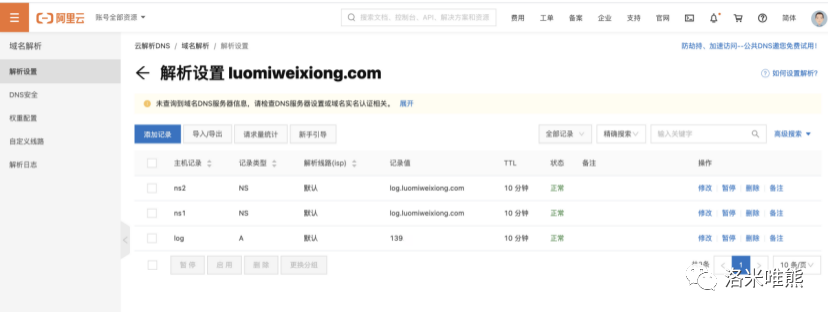 阿里云 账号全部资源 搜索文档、控制台、API、解决方案和资源 费用 工单 备案 企业 支持 官网 简体
域名解析
解析设置
DNS安全
权重配置
自定义线路
解析日志
云解析DNS / 域名解析 / 解析设置 防劫持、加速访问--公共DNS邀您免费试用!
← 解析设置 luomiweixiong.com 如何设置解析?
未查询到域名DNS服务器信息，请检查DNS服务器设置或域名实名认证相关。 展开
添加记录 导入/导出 请求量统计 新手引导 全部记录 精确搜索 输入关键字 高级搜索
主机记录 记录类型 解析线路(isp) 记录值 TTL 状态 备注 操作
ns2 NS 默认 log.luomiweixiong.com 10 分钟 正常 修改 暂停 删除 备注
ns1 NS 默认 log.luomiweixiong.com 10 分钟 正常 修改 暂停 删除 备注
log A 默认 139 10 分钟 正常 修改 暂停 删除 备注
暂停 启用 删除 更换分组 1 10 条/页
洛米唯熊